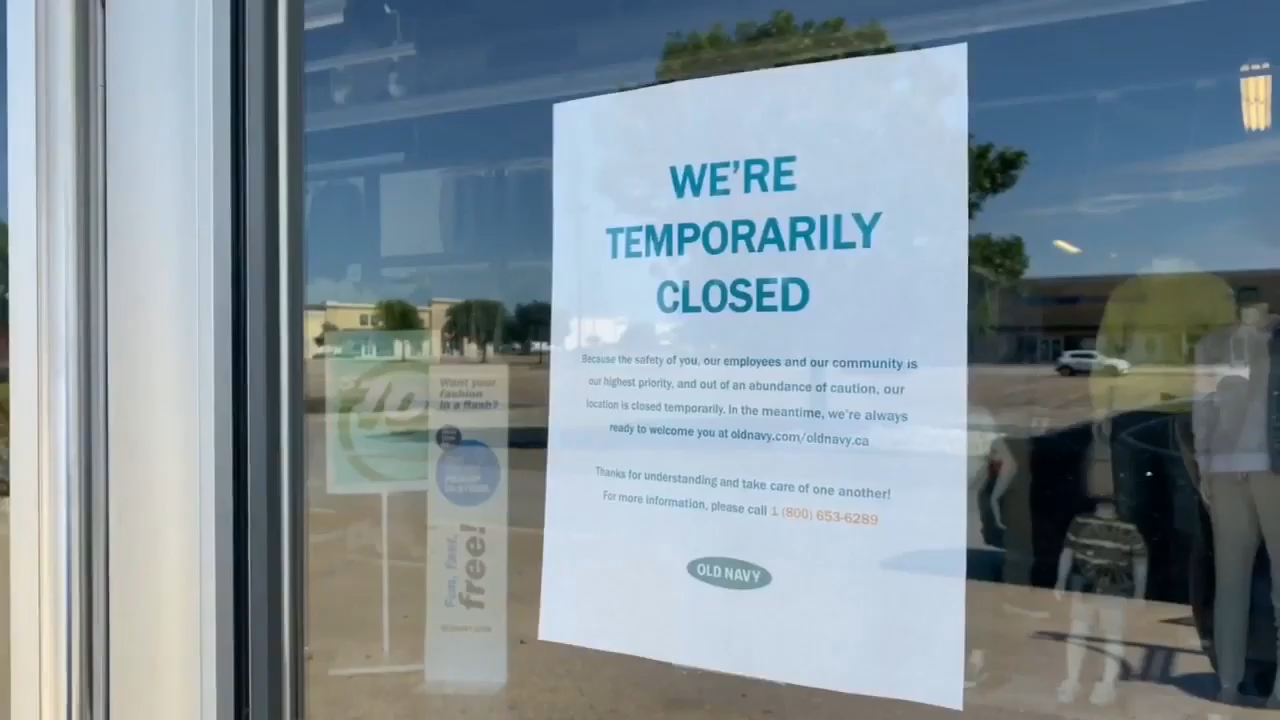 WE'RE
TEMPORARILY
CLOSED
Because the safety of you, our employees and our community is
our highest priority, and out of an abundance of caution, our
location is closed temporarily. In the meantime, we're always
ready to welcome you at oldnavy.com/oldnavy.ca
Thanks for understanding and take care of one another!
For more information, please call 1 (800) 653-6289
OLD NAVY
Want your
fashion
in a flash?
Fun, fast,
free!